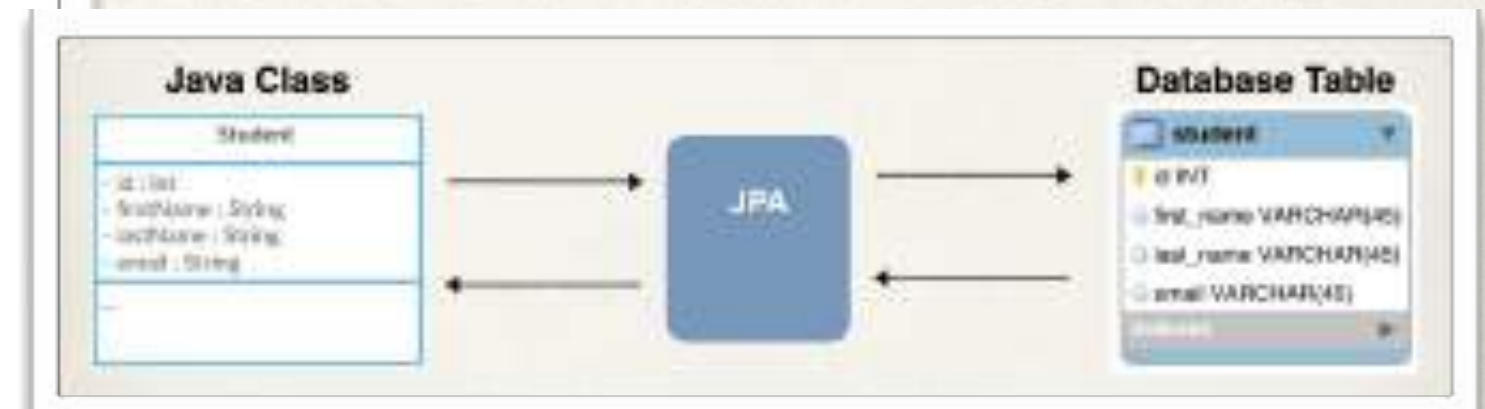 Java Class
Student
- id : int
- firstName : String
- lastName : String
- email : String
JPA
Database Table
student
id INT
first_name VARCHAR(45)
last_name VARCHAR(45)
email VARCHAR(45)